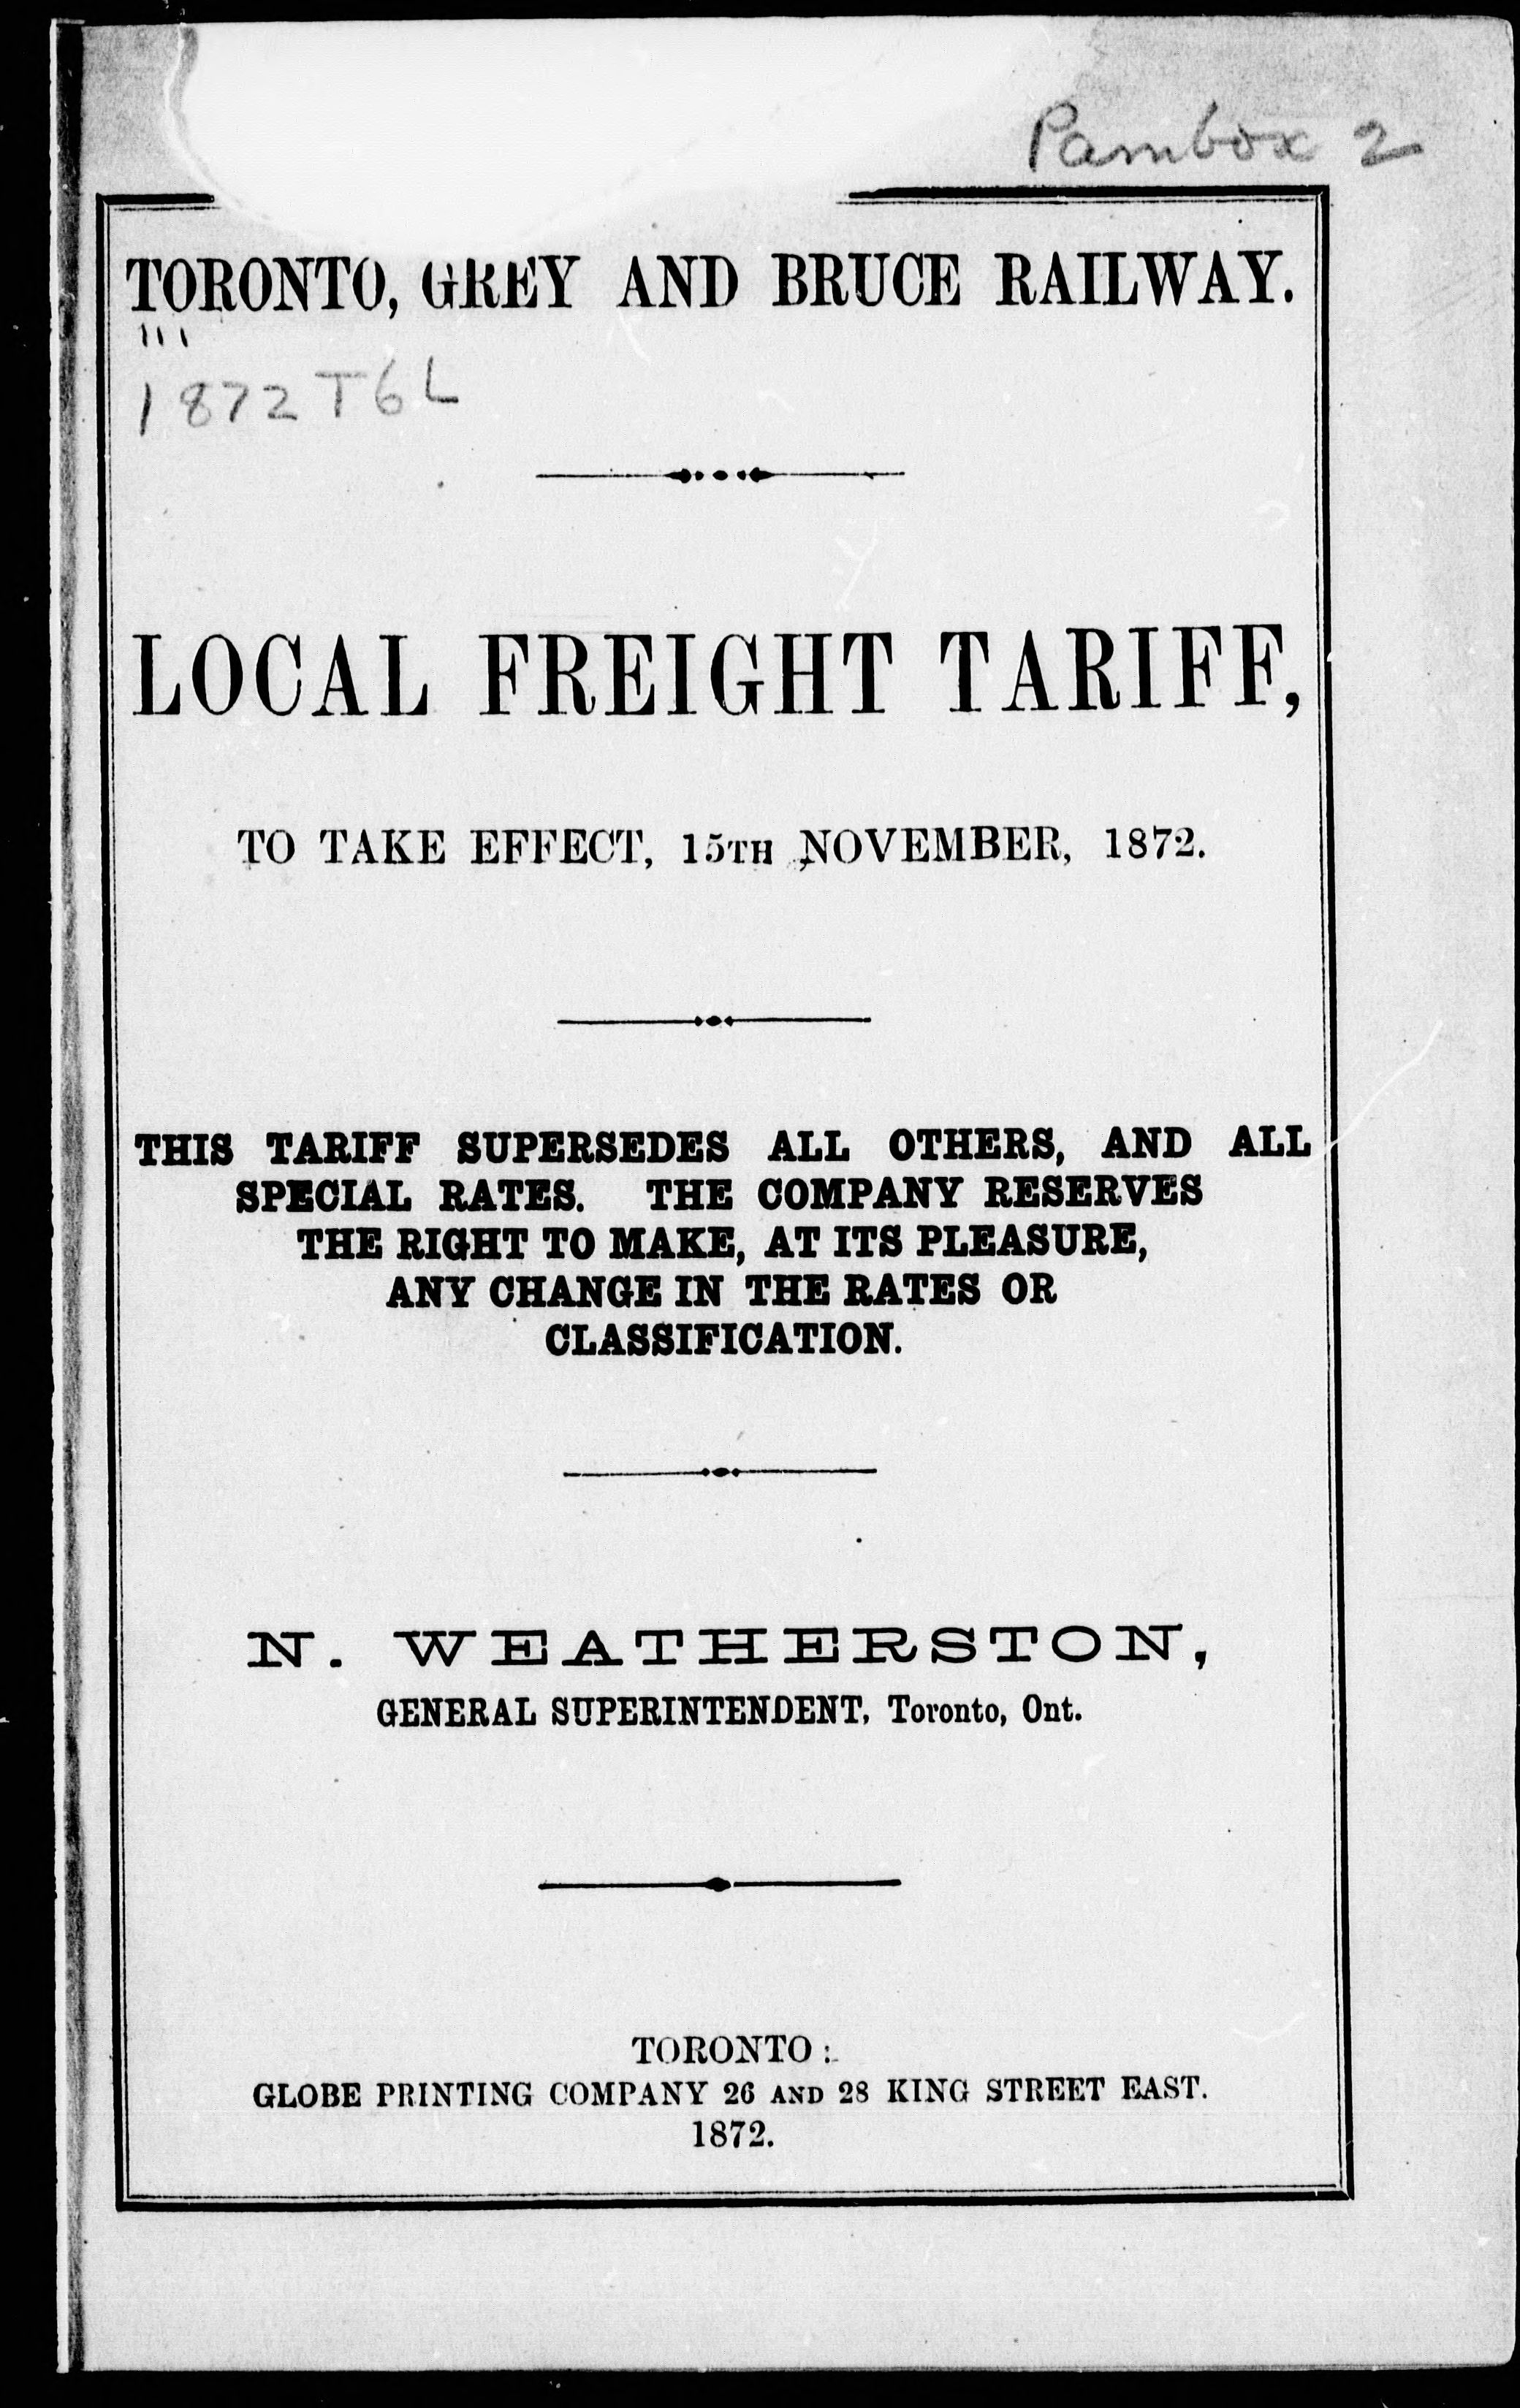 Pambox 2
TORONTO, GREY AND BRUCE RAILWAY.
1872 T6L
LOCAL FREIGHT TARIFF,
TO TAKE EFFECT, 15TH NOVEMBER, 1872.
THIS TARIFF SUPERSEDES ALL OTHERS, AND ALL
SPECIAL RATES. THE COMPANY RESERVES
THE RIGHT TO MAKE, AT ITS PLEASURE,
ANY CHANGE IN THE RATES OR
CLASSIFICATION.
N. WEATHERSTON,
GENERAL SUPERINTENDENT, Toronto, Ont.
TORONTO:
GLOBE PRINTING COMPANY 26 AND 28 KING STREET EAST.
1872.